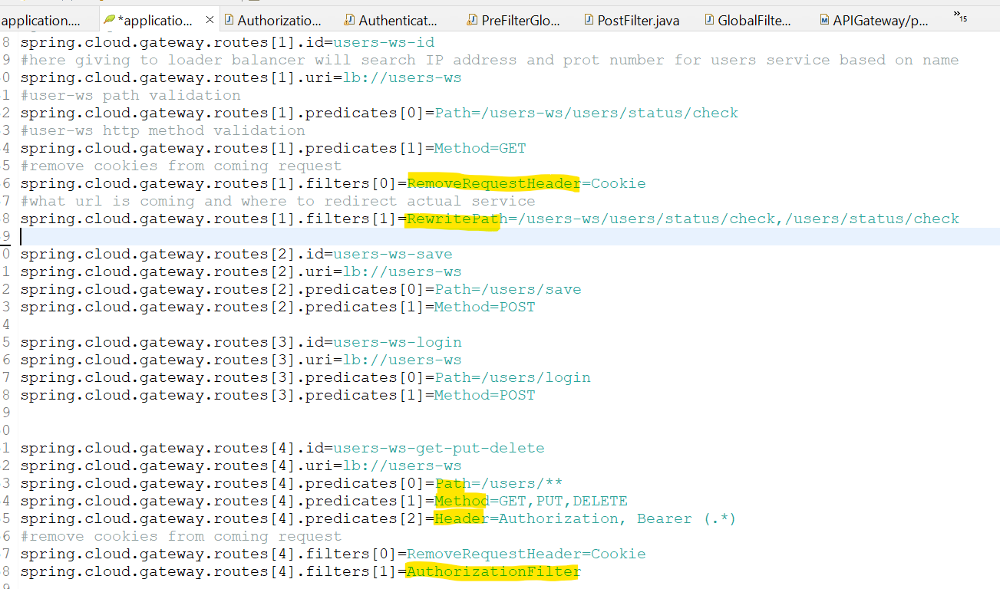 application....
*applicatio...
Authorizatio...
Authenticat...
PreFilterGlo...
PostFilter.java
GlobalFilte...
APIGateway/p...
»15
8 spring.cloud.gateway.routes[1].id=users-ws-id
9 #here giving to loader balancer will search IP address and prot number for users service based on name
0 spring.cloud.gateway.routes[1].uri=lb://users-ws
1 #user-ws path validation
2 spring.cloud.gateway.routes[1].predicates[0]=Path=/users-ws/users/status/check
3 #user-ws http method validation
4 spring.cloud.gateway.routes[1].predicates[1]=Method=GET
5 #remove cookies from coming request
6 spring.cloud.gateway.routes[1].filters[0]=RemoveRequestHeader=Cookie
7 #what url is coming and where to redirect actual service
8 spring.cloud.gateway.routes[1].filters[1]=RewritePath=/users-ws/users/status/check,/users/status/check
9
0 spring.cloud.gateway.routes[2].id=users-ws-save
1 spring.cloud.gateway.routes[2].uri=lb://users-ws
2 spring.cloud.gateway.routes[2].predicates[0]=Path=/users/save
3 spring.cloud.gateway.routes[2].predicates[1]=Method=POST
4
5 spring.cloud.gateway.routes[3].id=users-ws-login
6 spring.cloud.gateway.routes[3].uri=lb://users-ws
7 spring.cloud.gateway.routes[3].predicates[0]=Path=/users/login
8 spring.cloud.gateway.routes[3].predicates[1]=Method=POST
9
0
1 spring.cloud.gateway.routes[4].id=users-ws-get-put-delete
2 spring.cloud.gateway.routes[4].uri=lb://users-ws
3 spring.cloud.gateway.routes[4].predicates[0]=Path=/users/**
4 spring.cloud.gateway.routes[4].predicates[1]=Method=GET,PUT,DELETE
5 spring.cloud.gateway.routes[4].predicates[2]=Header=Authorization, Bearer (.*)
6 #remove cookies from coming request
7 spring.cloud.gateway.routes[4].filters[0]=RemoveRequestHeader=Cookie
8 spring.cloud.gateway.routes[4].filters[1]=AuthorizationFilter